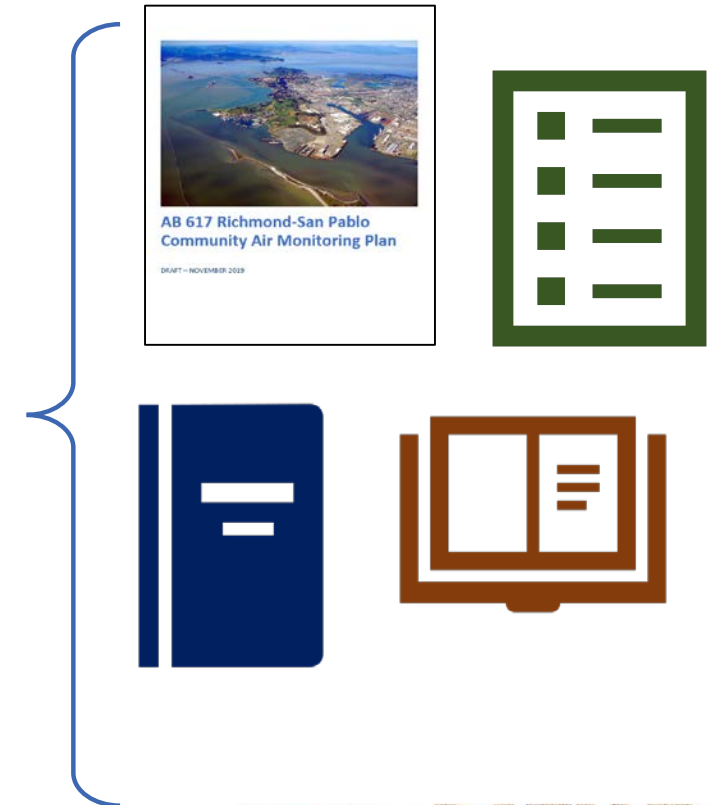 AB 617 Richmond-San Pablo
Community Air Monitoring Plan
DRAFT – NOVEMBER 2019